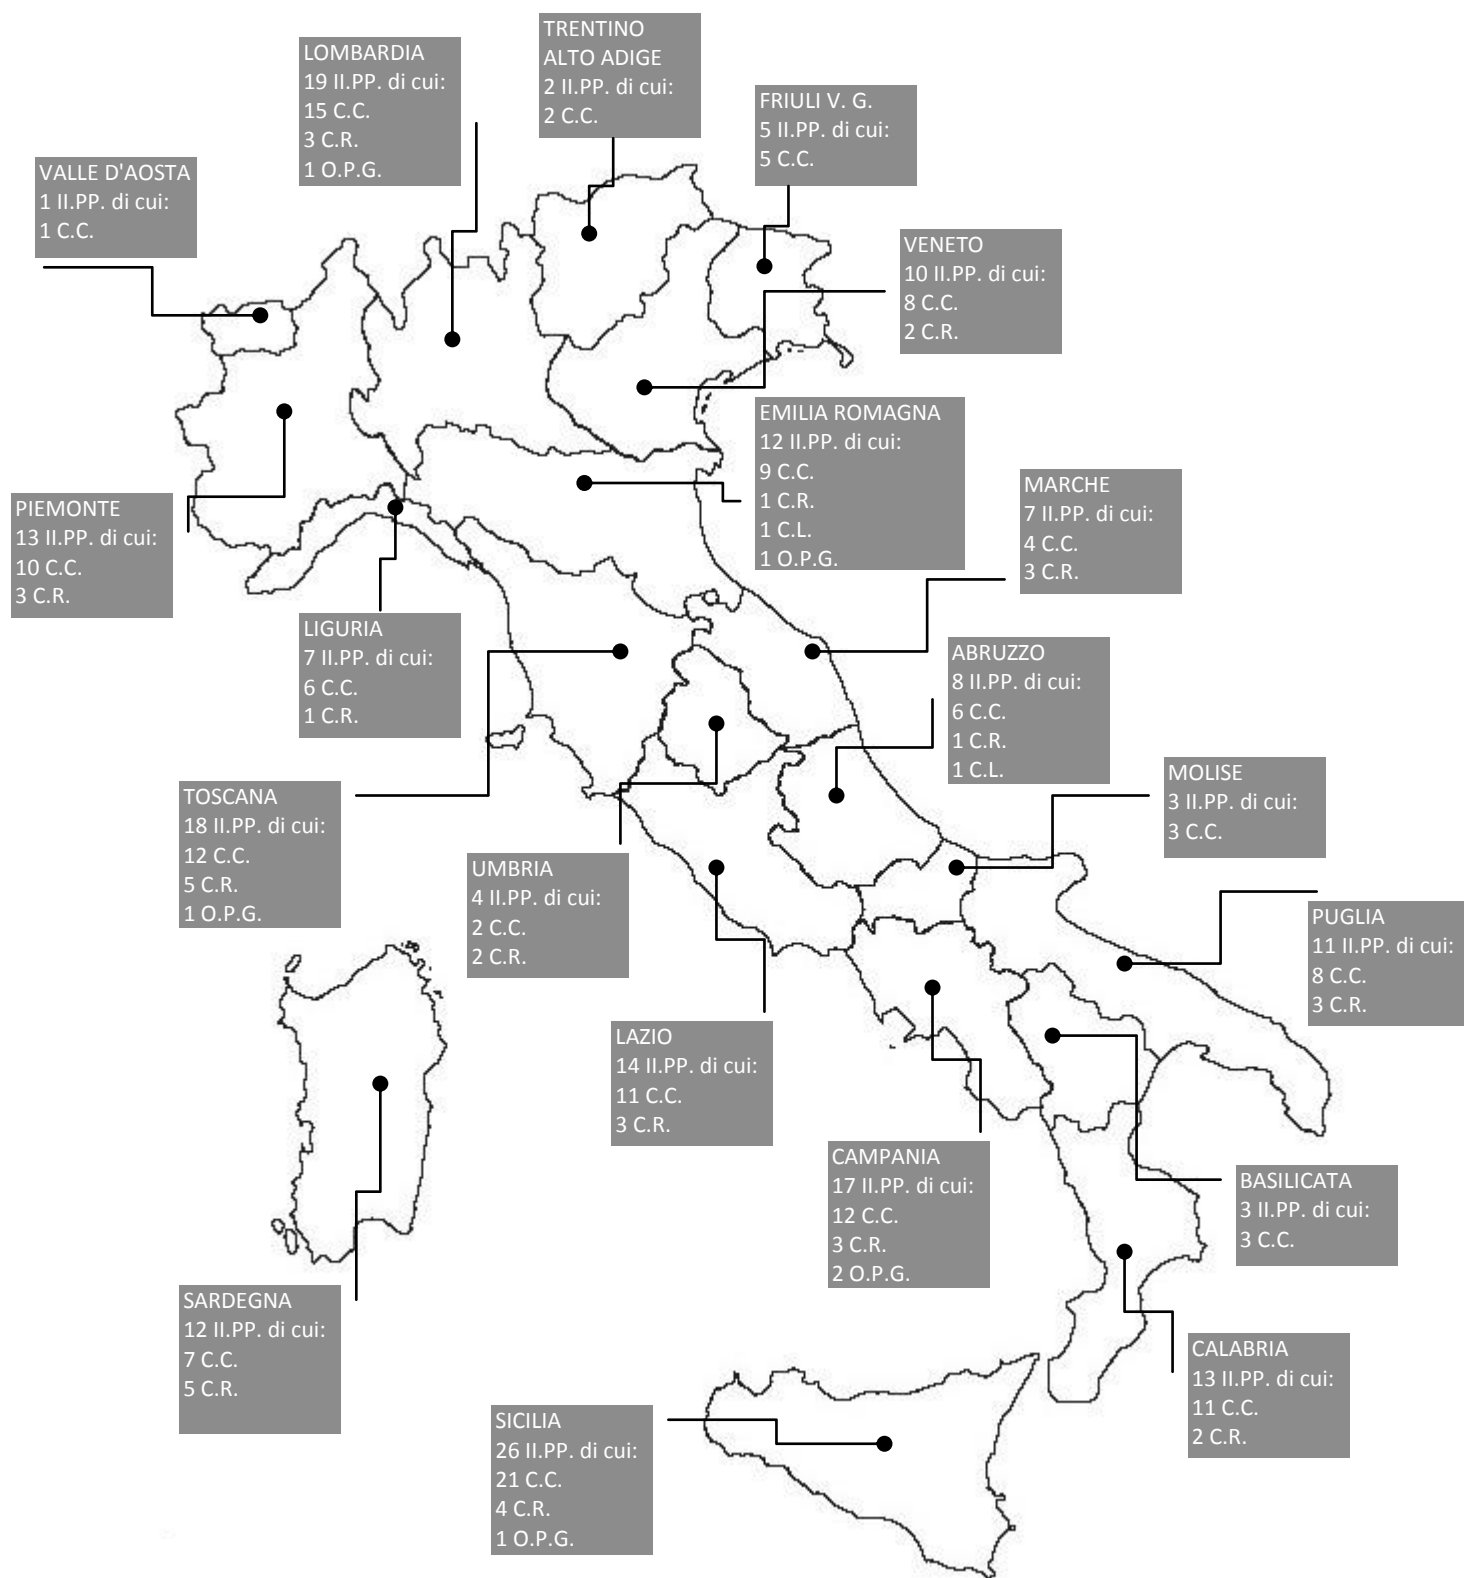 TRENTINO
ALTO ADIGE
2 II.PP. di cui:
2 C.C.
LOMBARDIA
19 II.PP. di cui:
15 C.C.
3 C.R.
1 O.P.G.
FRIULI V. G.
5 II.PP. di cui:
5 C.C.
VALLE D'AOSTA
1 II.PP. di cui:
1 C.C.
VENETO
10 II.PP. di cui:
8 C.C.
2 C.R.
EMILIA ROMAGNA
12 II.PP. di cui:
9 C.C.
1 C.R.
1 C.L.
1 O.P.G.
MARCHE
7 II.PP. di cui:
4 C.C.
3 C.R.
PIEMONTE
13 II.PP. di cui:
10 C.C.
3 C.R.
LIGURIA
7 II.PP. di cui:
6 C.C.
1 C.R.
ABRUZZO
8 II.PP. di cui:
6 C.C.
1 C.R.
1 C.L.
MOLISE
3 II.PP. di cui:
3 C.C.
TOSCANA
18 II.PP. di cui:
12 C.C.
5 C.R.
1 O.P.G.
UMBRIA
4 II.PP. di cui:
2 C.C.
2 C.R.
PUGLIA
11 II.PP. di cui:
8 C.C.
3 C.R.
LAZIO
14 II.PP. di cui:
11 C.C.
3 C.R.
CAMPANIA
17 II.PP. di cui:
12 C.C.
3 C.R.
2 O.P.G.
BASILICATA
3 II.PP. di cui:
3 C.C.
SARDEGNA
12 II.PP. di cui:
7 C.C.
5 C.R.
CALABRIA
13 II.PP. di cui:
11 C.C.
2 C.R.
SICILIA
26 II.PP. di cui:
21 C.C.
4 C.R.
1 O.P.G.